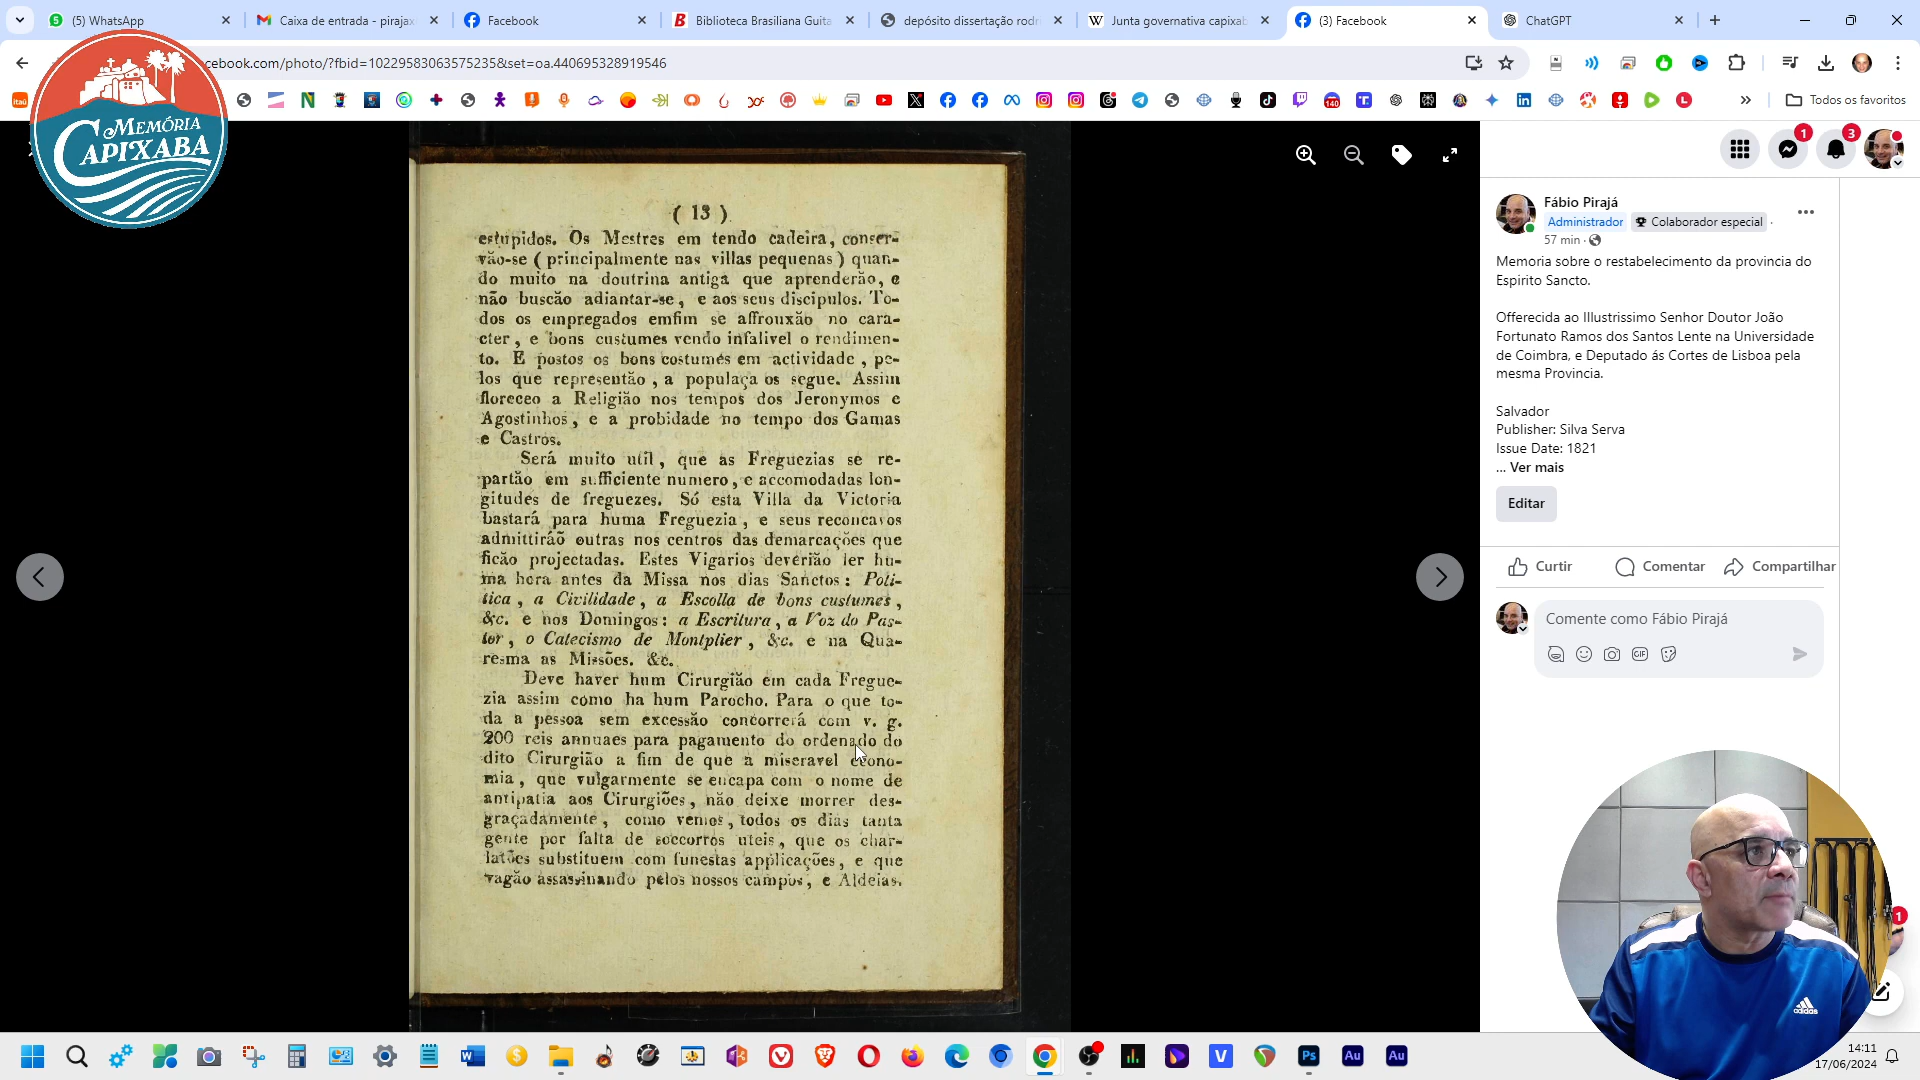 (5) WhatsApp
Caixa de entrada - pirajax
Facebook
Biblioteca Brasiliana Guita
depósito dissertação rodr
Junta governativa capixab
(3) Facebook
ChatGPT
cebook.com/photo/?fbid=10229583063575235&set=oa.440695328919546
Todos os favoritos
MEMÓRIA
CAPIXABA
( 13 )
estupidos. Os Mestres em tendo cadeira, conser-
vão-se ( principalmente nas villas pequenas ) quan-
do muito na doutrina antiga que aprenderão, e
não buscão adiantar-se, e aos seus discipulos. To-
dos os empregados emfim se affrouxão no cara-
cter, e bons custumes vendo infalivel o rendimen-
to. E postos os bons costumes em actividade, pe-
los que representão, a populaça os segue. Assim
floreceo a Religião nos tempos dos Jeronymos e
Agostinhos, e a probidade no tempo dos Gamas
e Castros.
Será muito util, que as Freguezias se re-
partão em sufficiente numero, e accomodadas lon-
gitudes de freguezes. Só esta Villa da Victoria
bastará para huma Freguezia, e seus reconcavos
admittiráõ outras nos centros das demarcações que
ficão projectadas. Estes Vigarios deverião ler hu-
ma hora antes da Missa nos dias Sanctos: Poli-
tica, a Civilidade, a Escolla de bons custumes,
&c. e nos Domingos: a Escritura, a Voz do Pas-
tor, o Catecismo de Montplier, &c. e na Qua-
resma as Missões. &c.
Deve haver hum Cirurgião em cada Fregue-
zia assim como ha hum Parocho. Para o que to-
da a pessoa sem excessão concorrerá com v. g.
200 reis annuaes para pagamento do ordenado do
dito Cirurgião a fim de que a miseravel econo-
mia, que vulgarmente se encapa com o nome de
antipatia aos Cirurgiões, não deixe morrer des-
graçadamente, como vemos, todos os dias tanta
gente por falta de soccorros uteis, que os char-
latões substituem com funestas applicações, e que
vagão assassinando pelos nossos campos, e Aldeias.
1
3
Fábio Pirajá
Administrador
Colaborador especial
57 min
Memoria sobre o restabelecimento da provincia do
Espirito Sancto.
Offerecida ao Illustrissimo Senhor Doutor João
Fortunato Ramos dos Santos Lente na Universidade
de Coimbra, e Deputado ás Cortes de Lisboa pela
mesma Provincia.
Salvador
Publisher: Silva Serva
Issue Date: 1821
... Ver mais
Editar
Curtir
Comentar
Compartilhar
Comente como Fábio Pirajá
GIF
adidas
1
14:11
17/06/2024